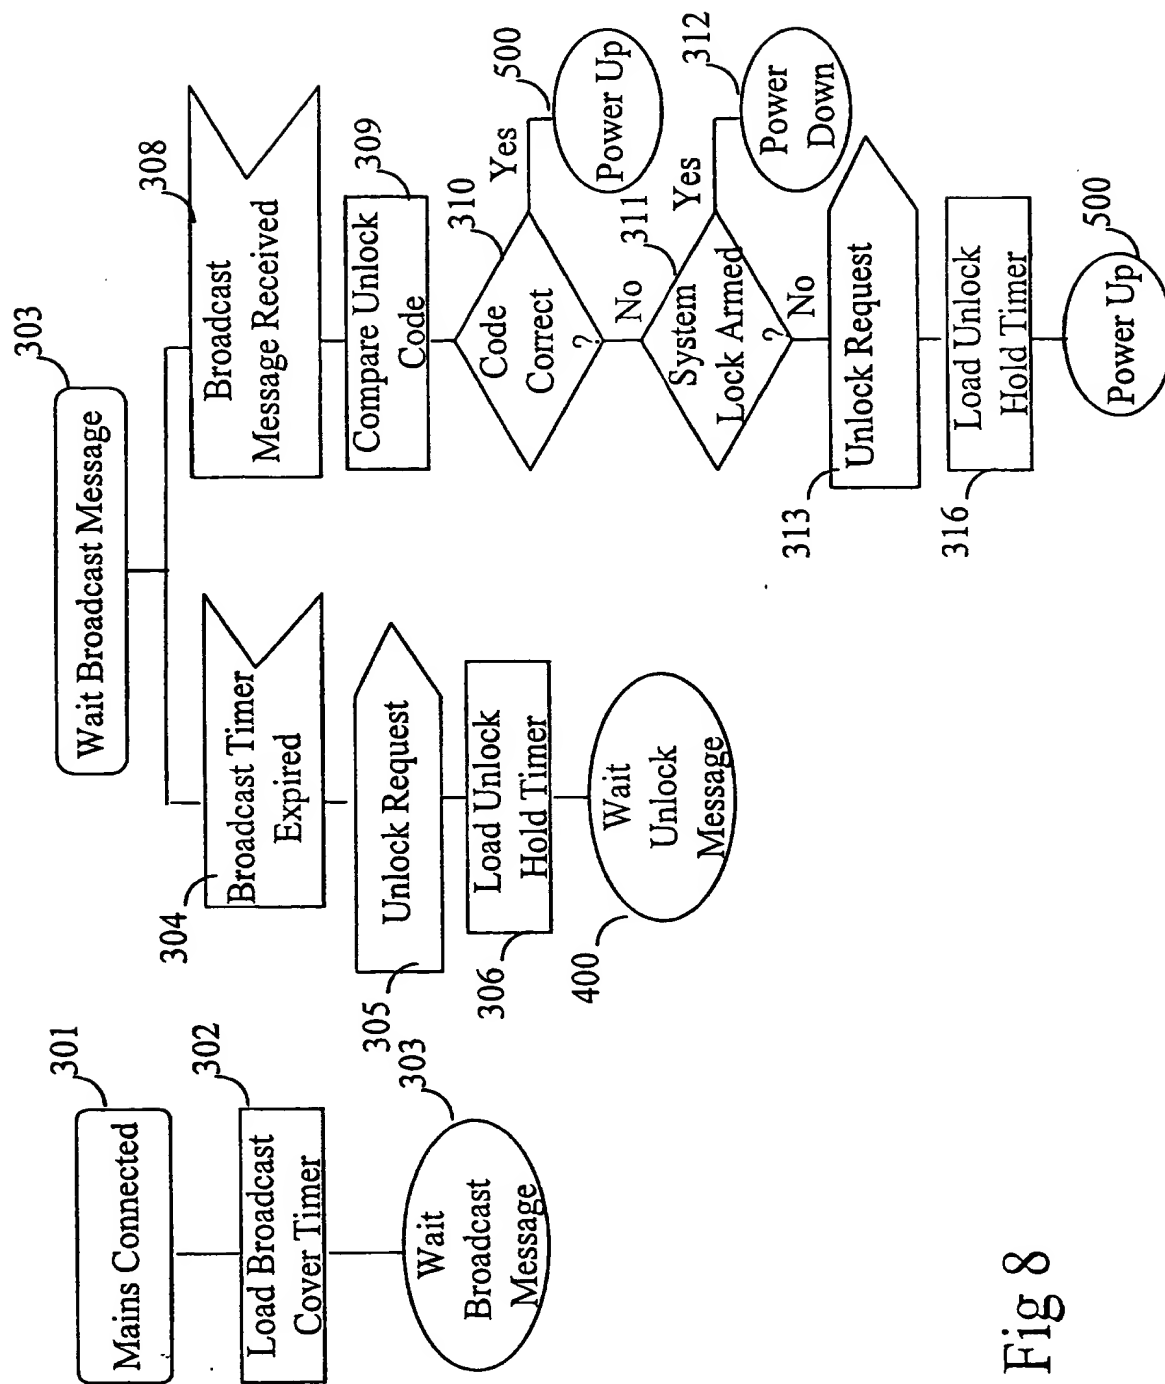 301
Mains Connected
302
Load Broadcast
Cover Timer
303
Wait
Broadcast
Message
303
Wait Broadcast Message
304
Broadcast Timer
Expired
305
Unlock Request
306
Load Unlock
Hold Timer
400
Wait
Unlock
Message
308
Broadcast
Message Received
309
Compare Unlock
Code
310
Code
Correct
?
Yes
500
Power Up
No
311
System
Lock Armed
?
Yes
312
Power
Down
No
313
Unlock Request
316
Load Unlock
Hold Timer
500
Power Up
Fig 8